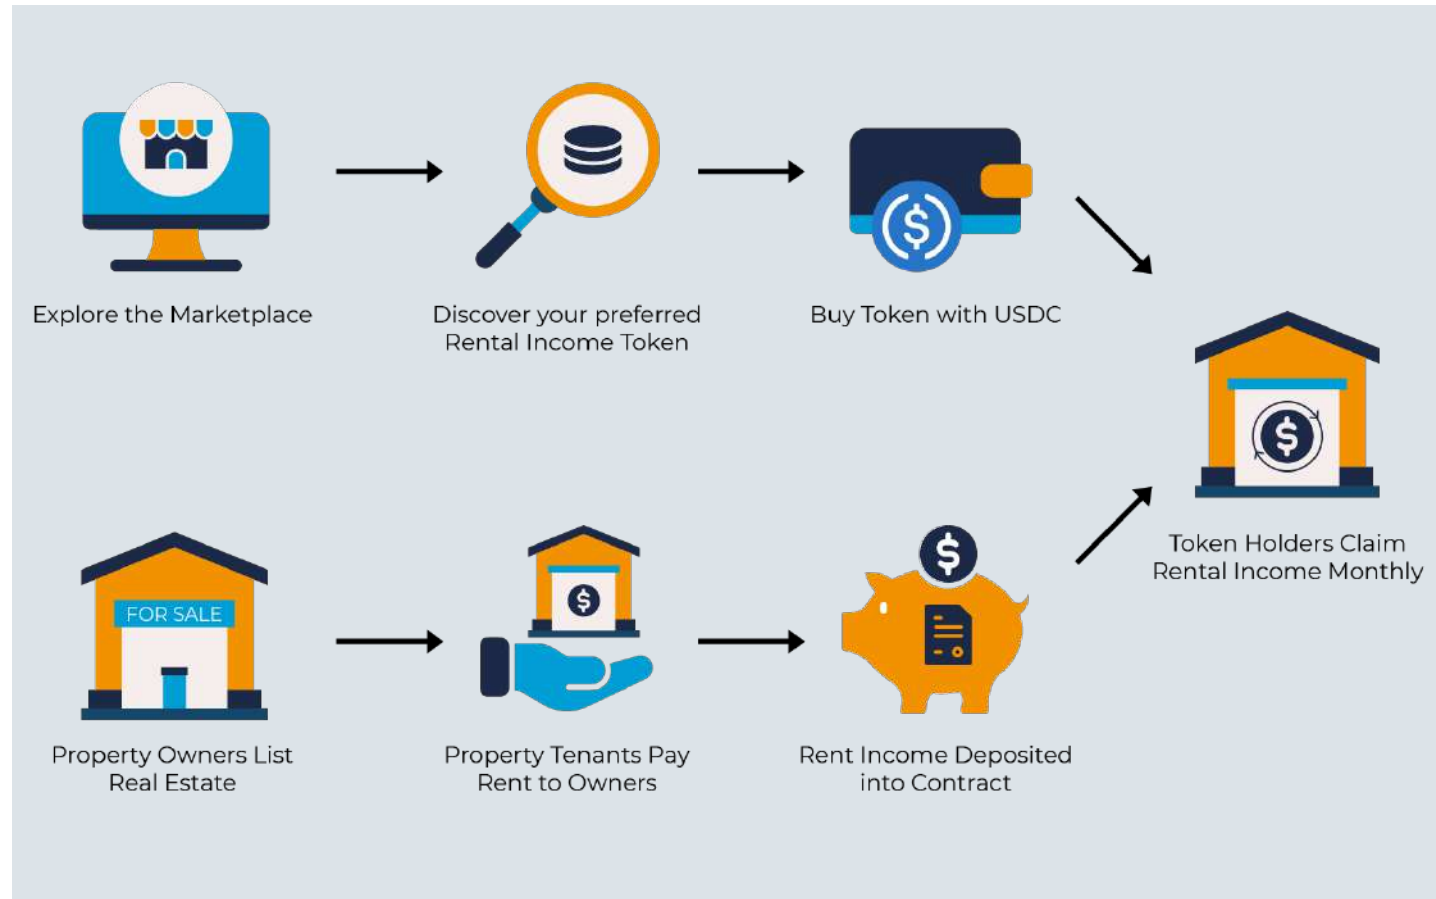 Explore the Marketplace
Discover your preferred
Rental Income Token
Buy Token with USDC
Token Holders Claim
Rental Income Monthly
FOR SALE
Property Owners List
Real Estate
Property Tenants Pay
Rent to Owners
Rent Income Deposited
into Contract